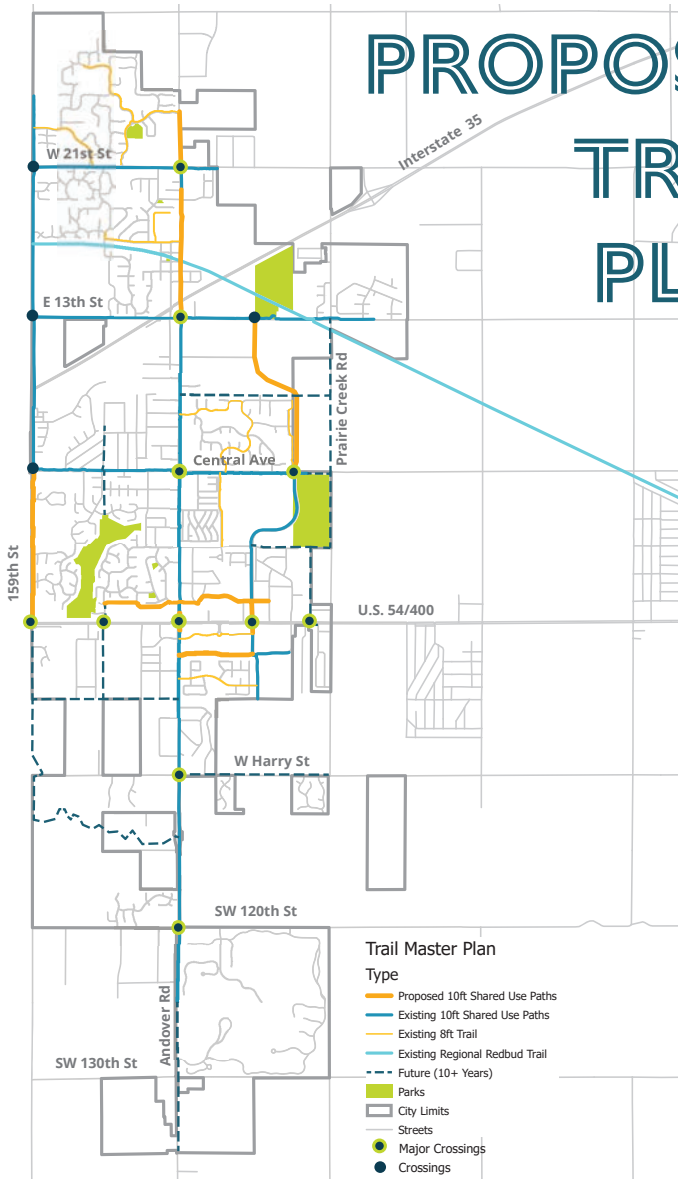 PROPOS
TR
PL
Interstate 35
W 21st St
E 13th St
Prairie Creek Rd
Central Ave
159th St
U.S. 54/400
W Harry St
SW 120th St
Andover Rd
SW 130th St
Trail Master Plan
Type
Proposed 10ft Shared Use Paths
Existing 10ft Shared Use Paths
Existing 8ft Trail
Existing Regional Redbud Trail
Future (10+ Years)
Parks
City Limits
Streets
Major Crossings
Crossings